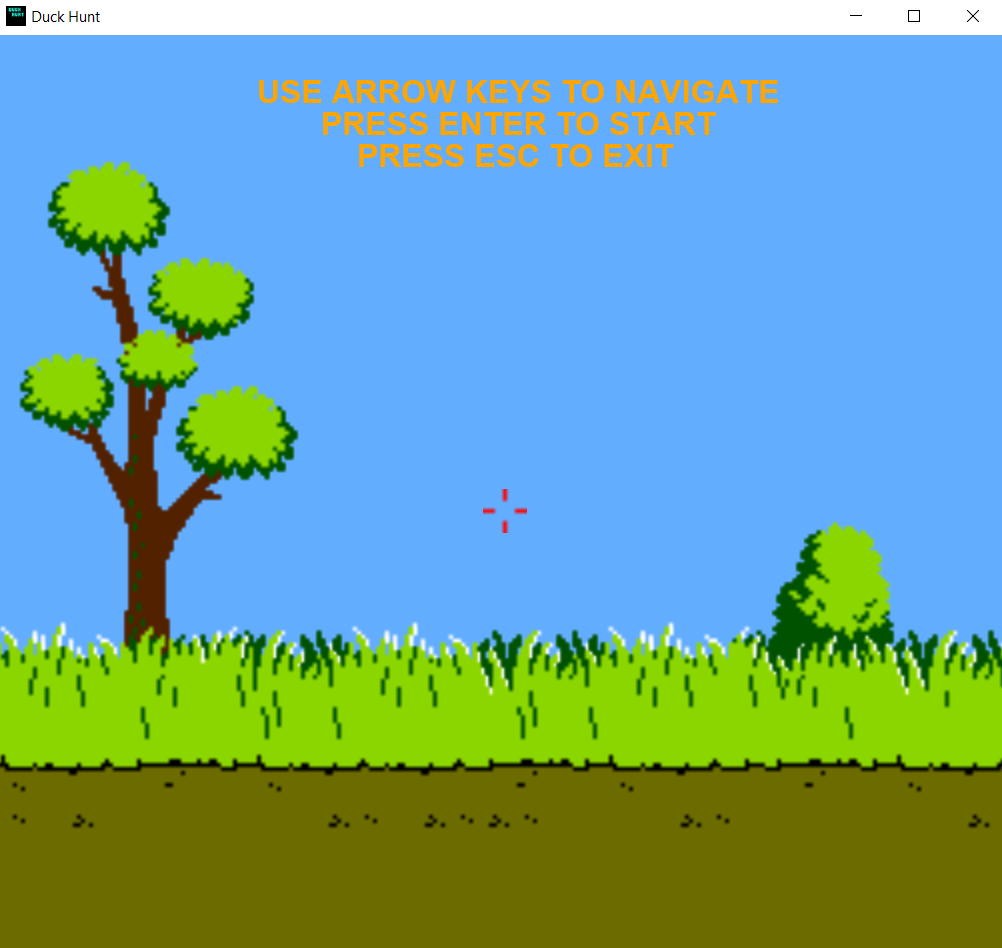 Duck Hunt
USE ARROW KEYS TO NAVIGATE
PRESS ENTER TO START
PRESS ESC TO EXIT